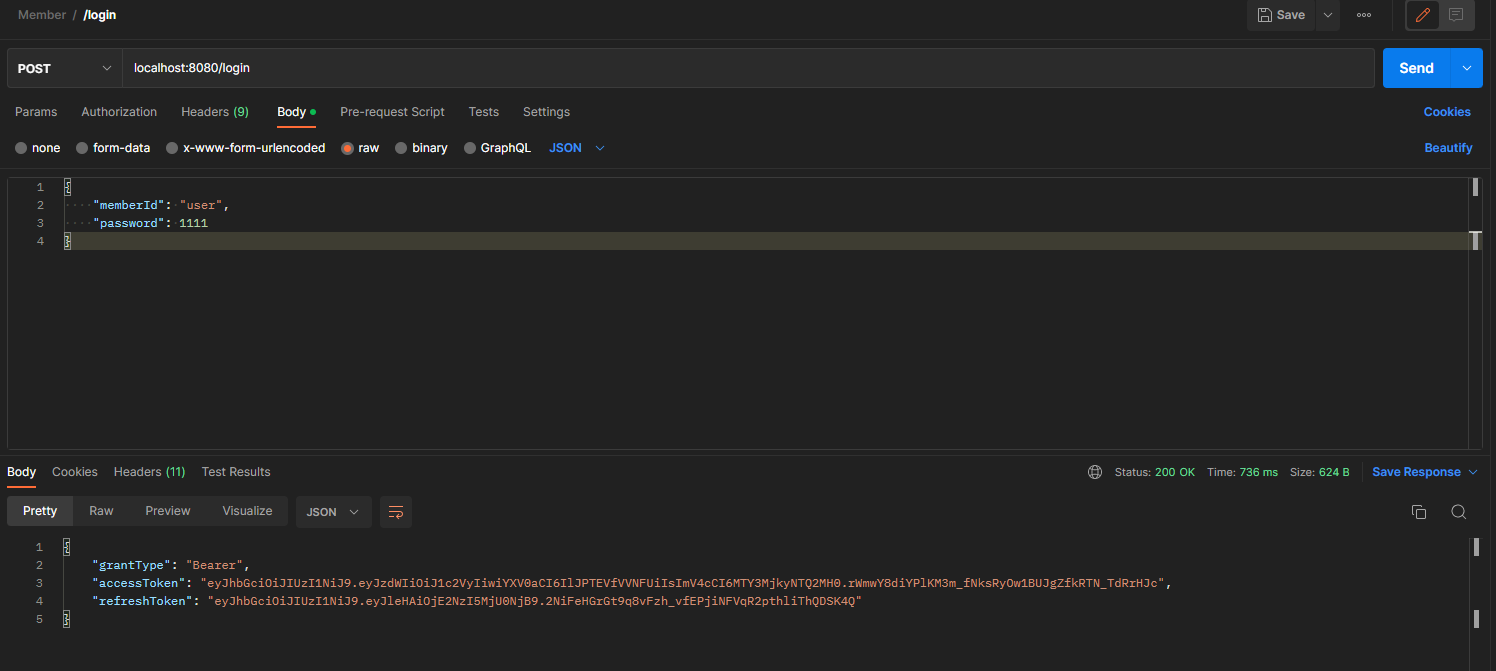 Member / /login
Save
POST
localhost:8080/login
Send
Params Authorization Headers (9) Body Pre-request Script Tests Settings Cookies
none form-data x-www-form-urlencoded raw binary GraphQL JSON Beautify
1 {
2 "memberId": "user",
3 "password": 1111
4 }
Body Cookies Headers (11) Test Results Status: 200 OK Time: 736 ms Size: 624 B Save Response
Pretty Raw Preview Visualize JSON
1 {
2 "grantType": "Bearer",
3 "accessToken": "eyJhbGciOiJIUzI1NiJ9.eyJzdWIiOiJ1c2VyIiwiYXV0aCI6IlJPTEVfVVNFUiIsImV4cCI6MTY3MjkyNTQ2MH0.rWmwY8diYPlKM3m_fNksRyOw1BUJgZfkRTN_TdRrHJc",
4 "refreshToken": "eyJhbGciOiJIUzI1NiJ9.eyJleHAiOjE2NzI5MjU0NjB9.2NiFeHGrGt9q8vFzh_vfEPjiNFVqR2pthliThQDSK4Q"
5 }